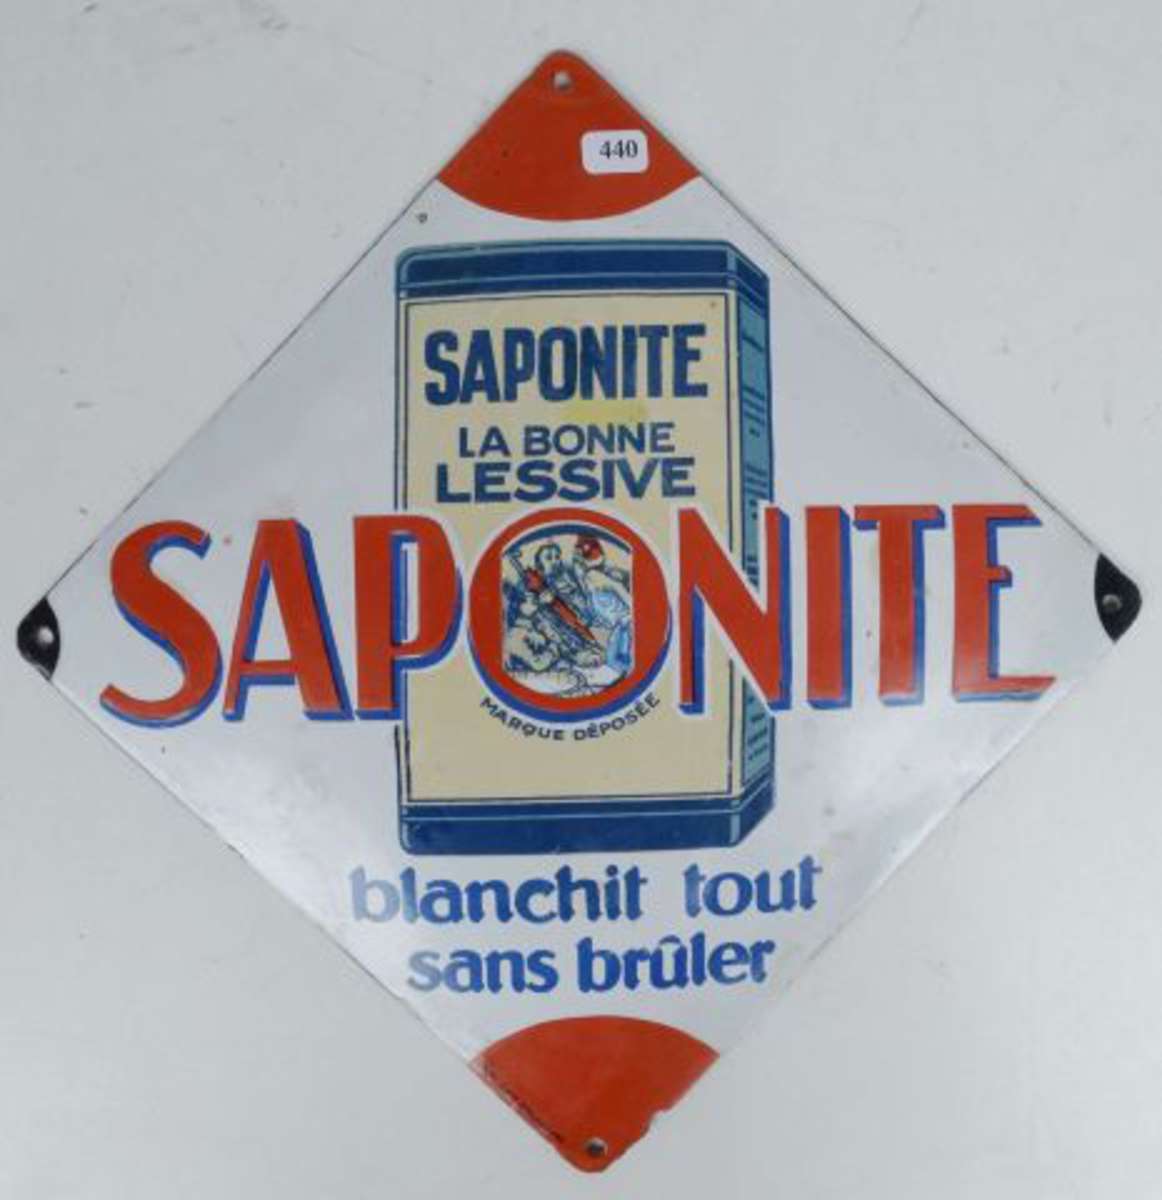 440
SAPONITE
LA BONNE
LESSIVE
SAPONITE
MARQUE DÉPOSÉE
blanchit tout
sans brûler